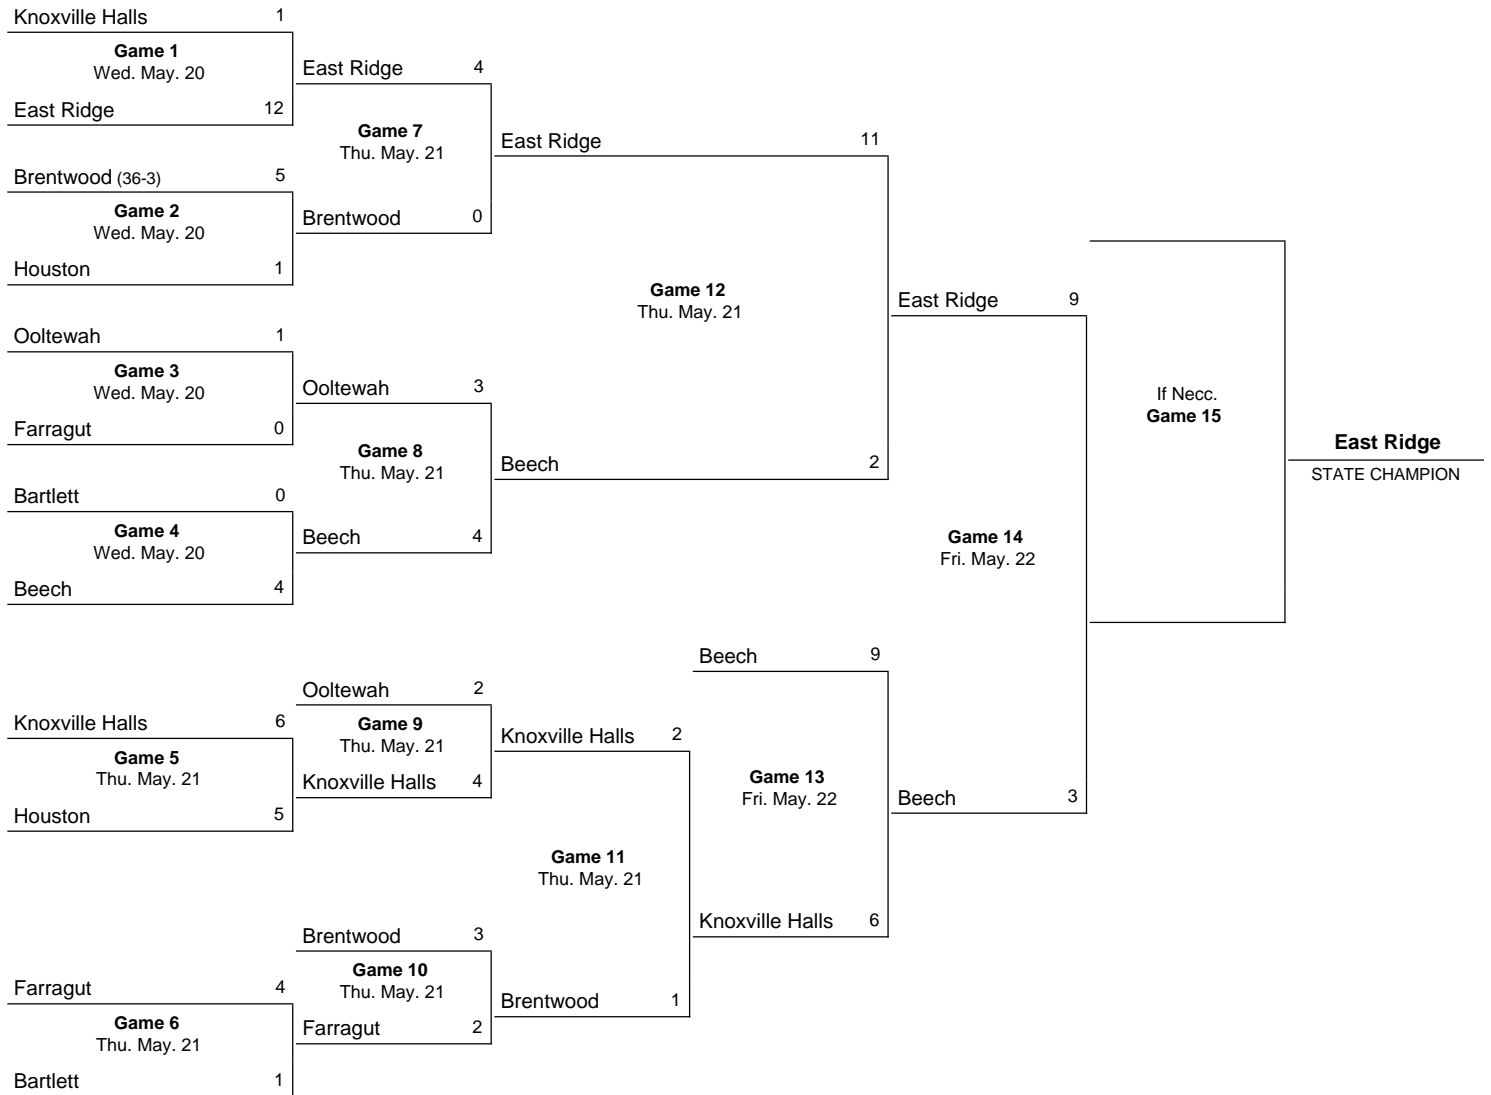 Knoxville Halls 1
Game 1
Wed. May. 20
East Ridge 12
Brentwood (36-3) 5
Game 2
Wed. May. 20
Houston 1
Ooltewah 1
Game 3
Wed. May. 20
Farragut 0
Bartlett 0
Game 4
Wed. May. 20
Beech 4
Knoxville Halls 6
Game 5
Thu. May. 21
Houston 5
Farragut 4
Game 6
Thu. May. 21
Bartlett 1
East Ridge 4
Game 7
Thu. May. 21
Brentwood 0
Ooltewah 3
Game 8
Thu. May. 21
Beech 4
Ooltewah 2
Game 9
Thu. May. 21
Knoxville Halls 4
Brentwood 3
Game 10
Thu. May. 21
Farragut 2
East Ridge 11
Game 12
Thu. May. 21
Beech 2
Knoxville Halls 2
Game 11
Thu. May. 21
Brentwood 1
Beech 9
Game 13
Fri. May. 22
Knoxville Halls 6
East Ridge 9
Game 14
Fri. May. 22
Beech 3
If Necc.
Game 15
East Ridge
STATE CHAMPION